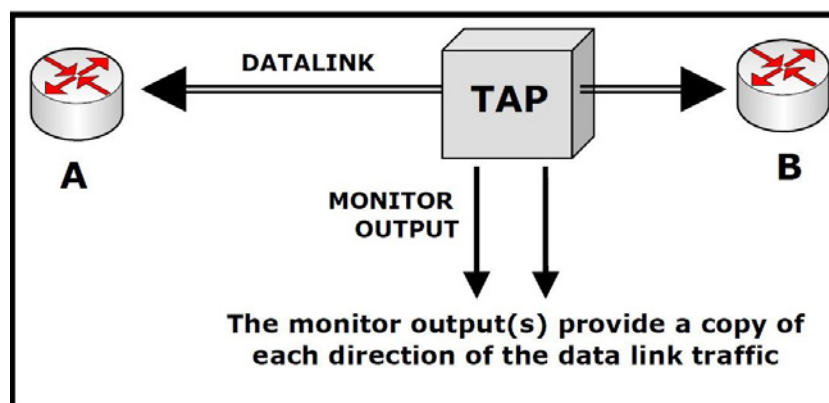 DATALINK
TAP
A
B
MONITOR
OUTPUT
The monitor output(s) provide a copy of
each direction of the data link traffic